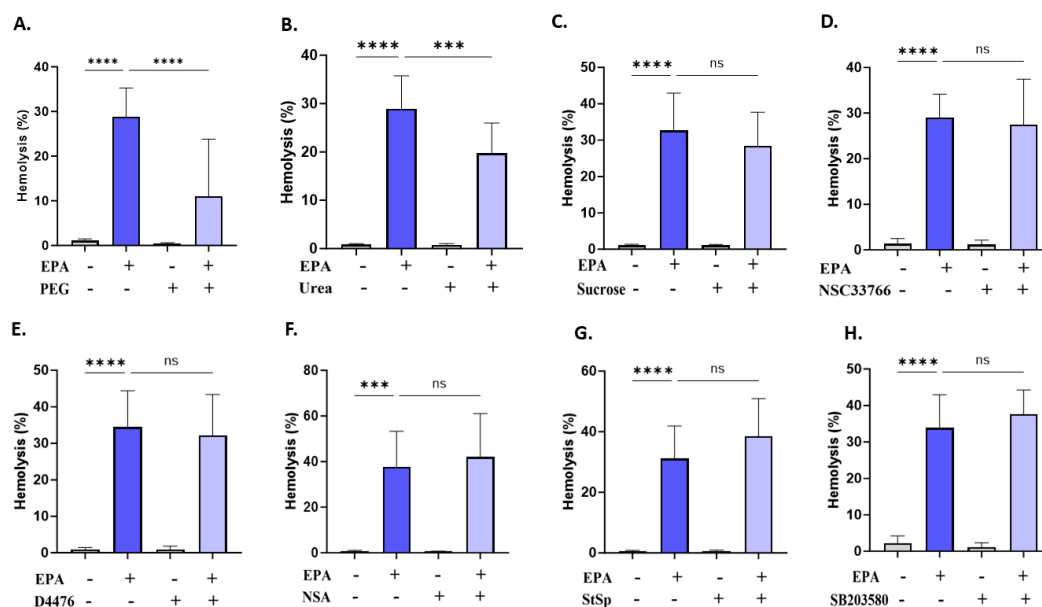 A.
**** ****
Hemolysis (%)
40
30
20
10
0
EPA - + - +
PEG - - + +
B.
**** ***
Hemolysis (%)
40
30
20
10
0
EPA - + - +
Urea - - + +
C.
**** ns
Hemolysis (%)
50
40
30
20
10
0
EPA - + - +
Sucrose - - + +
D.
**** ns
Hemolysis (%)
40
30
20
10
0
EPA - + - +
NSC33766 - - + +
E.
**** ns
Hemolysis (%)
50
40
30
20
10
0
EPA - + - +
D4476 - - + +
F.
*** ns
Hemolysis (%)
80
60
40
20
0
EPA - + - +
NSA - - + +
G.
**** ns
Hemolysis (%)
60
40
20
0
EPA - + - +
StSp - - + +
H.
**** ns
Hemolysis (%)
50
40
30
20
10
0
EPA - + - +
SB203580 - - + +